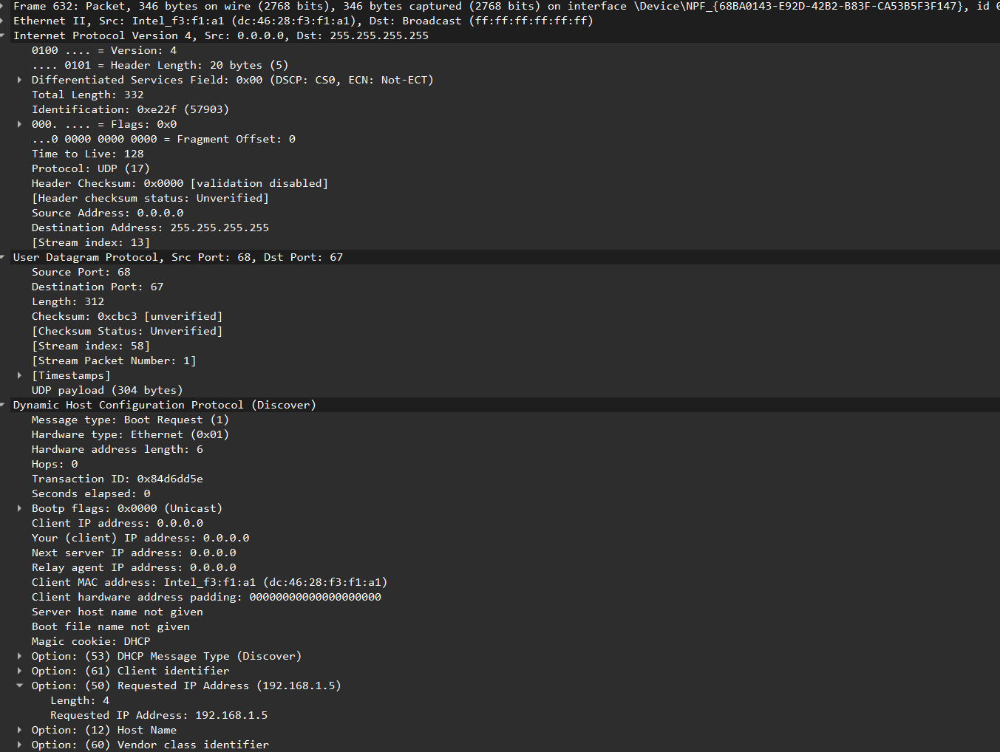 Frame 632: Packet, 346 bytes on wire (2768 bits), 346 bytes captured (2768 bits) on interface \Device\NPF_{68BA0143-E92D-42B2-B83F-CA53B5F3F147}, id 0
Ethernet II, Src: Intel_f3:f1:a1 (dc:46:28:f3:f1:a1), Dst: Broadcast (ff:ff:ff:ff:ff:ff)
Internet Protocol Version 4, Src: 0.0.0.0, Dst: 255.255.255.255
0100 .... = Version: 4
.... 0101 = Header Length: 20 bytes (5)
Differentiated Services Field: 0x00 (DSCP: CS0, ECN: Not-ECT)
Total Length: 332
Identification: 0xe22f (57903)
000. .... = Flags: 0x0
...0 0000 0000 0000 = Fragment Offset: 0
Time to Live: 128
Protocol: UDP (17)
Header Checksum: 0x0000 [validation disabled]
[Header checksum status: Unverified]
Source Address: 0.0.0.0
Destination Address: 255.255.255.255
[Stream index: 13]
User Datagram Protocol, Src Port: 68, Dst Port: 67
Source Port: 68
Destination Port: 67
Length: 312
Checksum: 0xcbc3 [unverified]
[Checksum Status: Unverified]
[Stream index: 58]
[Stream Packet Number: 1]
[Timestamps]
UDP payload (304 bytes)
Dynamic Host Configuration Protocol (Discover)
Message type: Boot Request (1)
Hardware type: Ethernet (0x01)
Hardware address length: 6
Hops: 0
Transaction ID: 0x84d6dd5e
Seconds elapsed: 0
Bootp flags: 0x0000 (Unicast)
Client IP address: 0.0.0.0
Your (client) IP address: 0.0.0.0
Next server IP address: 0.0.0.0
Relay agent IP address: 0.0.0.0
Client MAC address: Intel_f3:f1:a1 (dc:46:28:f3:f1:a1)
Client hardware address padding: 00000000000000000000
Server host name not given
Boot file name not given
Magic cookie: DHCP
Option: (53) DHCP Message Type (Discover)
Option: (61) Client identifier
Option: (50) Requested IP Address (192.168.1.5)
Length: 4
Requested IP Address: 192.168.1.5
Option: (12) Host Name
Option: (60) Vendor class identifier